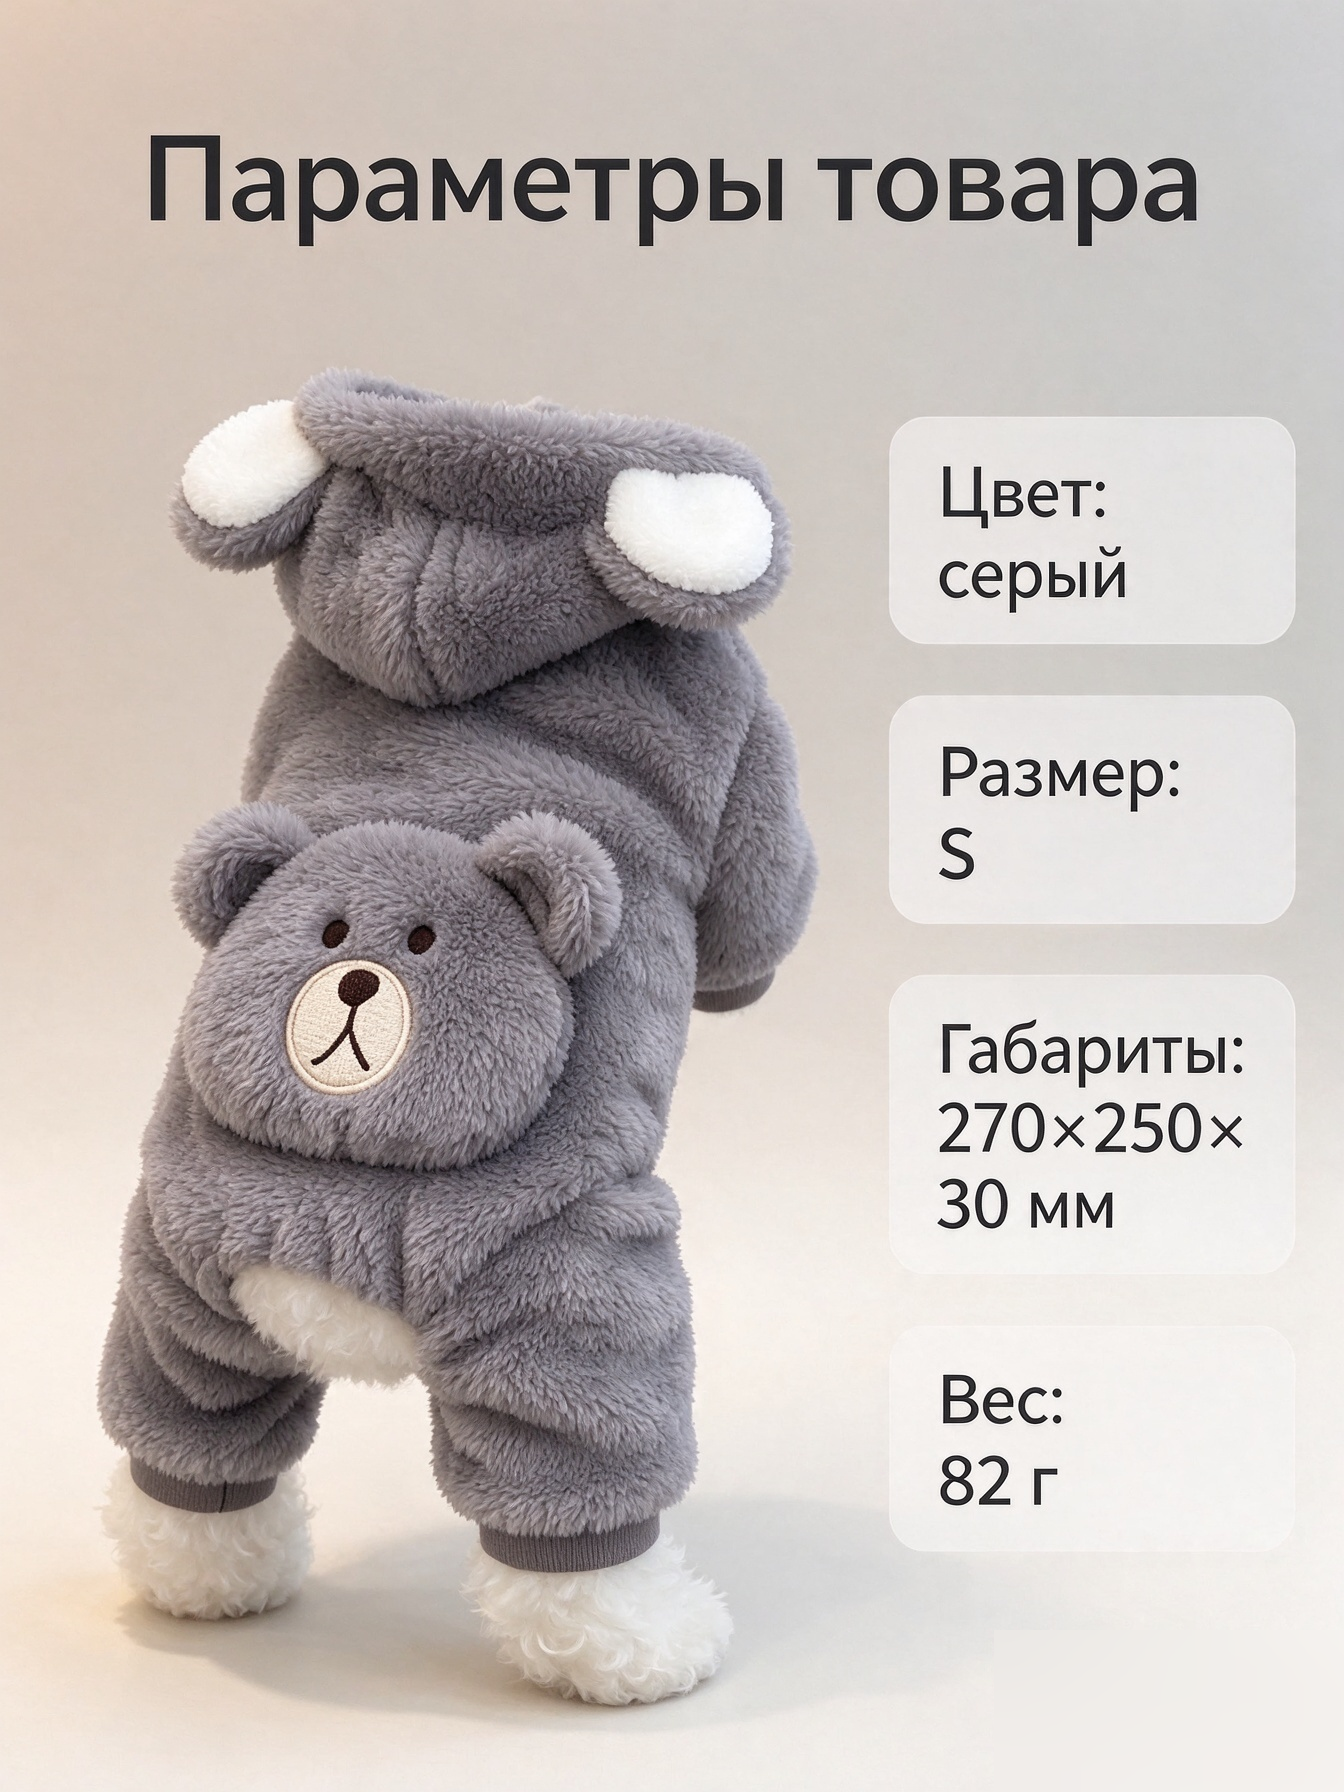 Параметры товара
Цвет:
серый
Размер:
S
Габариты:
270×250×
30 мм
Вес:
82 г